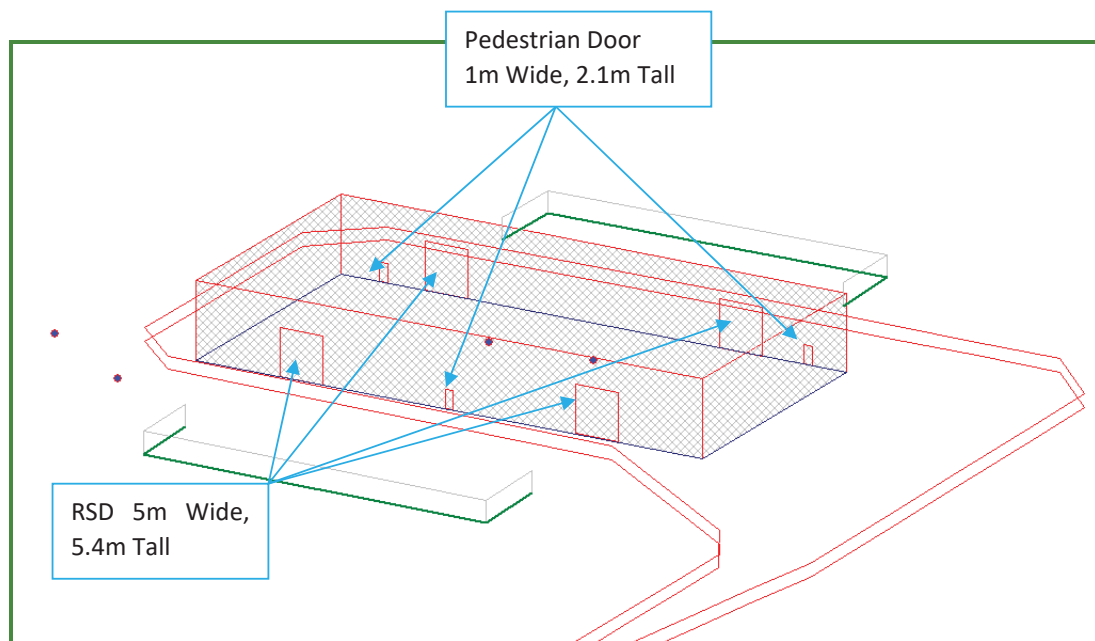 Pedestrian Door
1m Wide, 2.1m Tall
RSD 5m Wide,
5.4m Tall